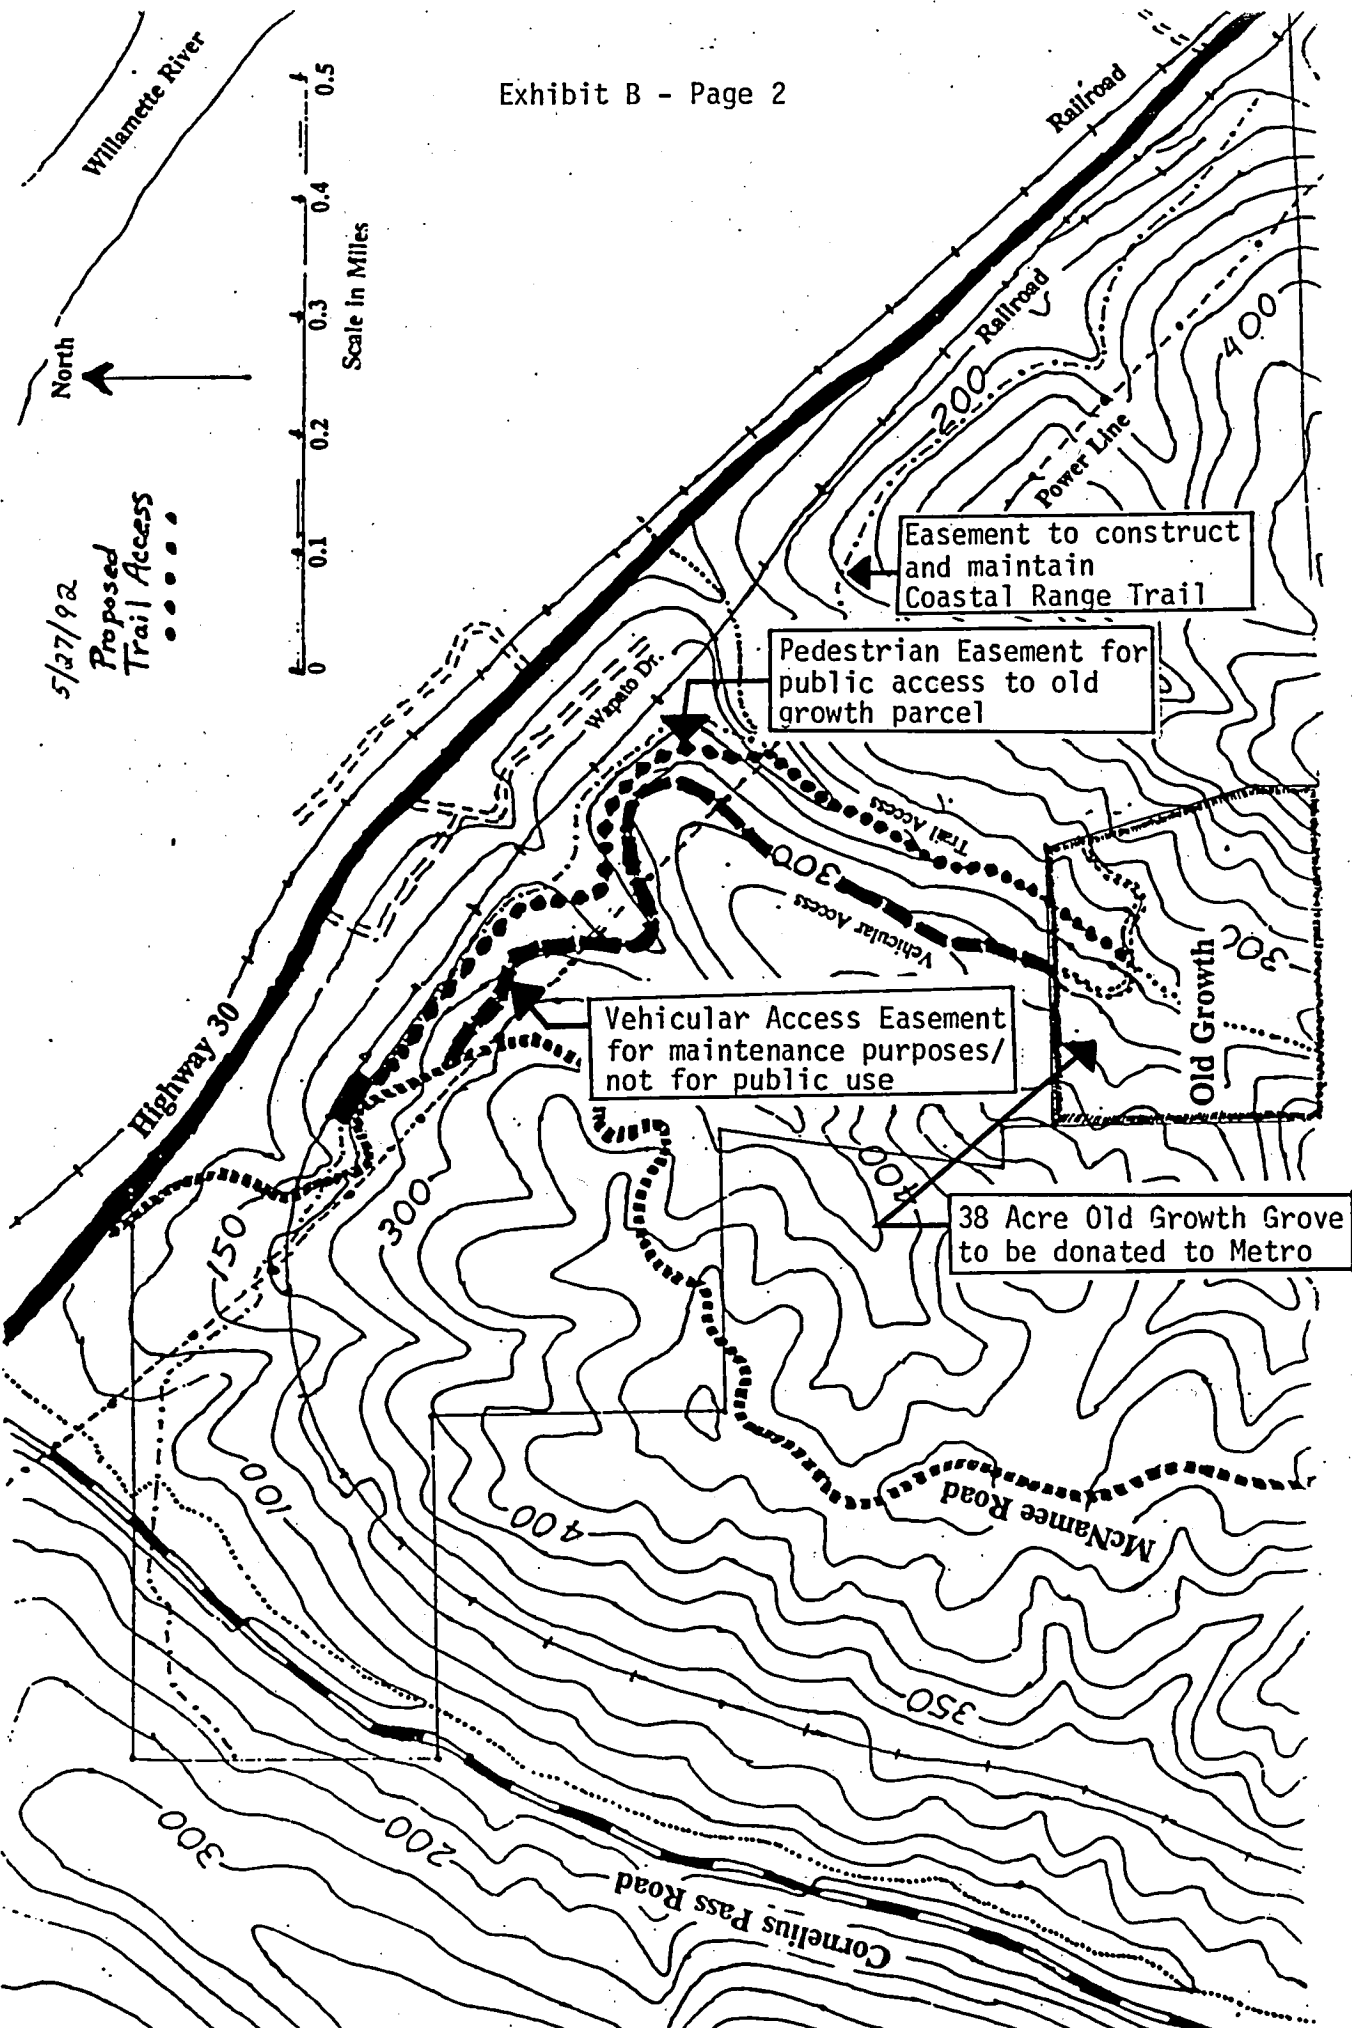 Exhibit B - Page 2
Willamette River
0.5
0.4
0.3
0.2
0.1
0
Scale in Miles
North
5/27/92
Proposed
Trail Access
Railroad
Railroad
400
200
Power Line
Easement to construct
and maintain
Coastal Range Trail
Pedestrian Easement for
public access to old
growth parcel
Wapato Dr.
Trail Access
300
Vehicular Access
300
Old Growth
Highway 30
Vehicular Access Easement
for maintenance purposes/
not for public use
400
38 Acre Old Growth Grove
to be donated to Metro
150
300
100
400
McNamee Road
350
300
200
Cornelius Pass Road